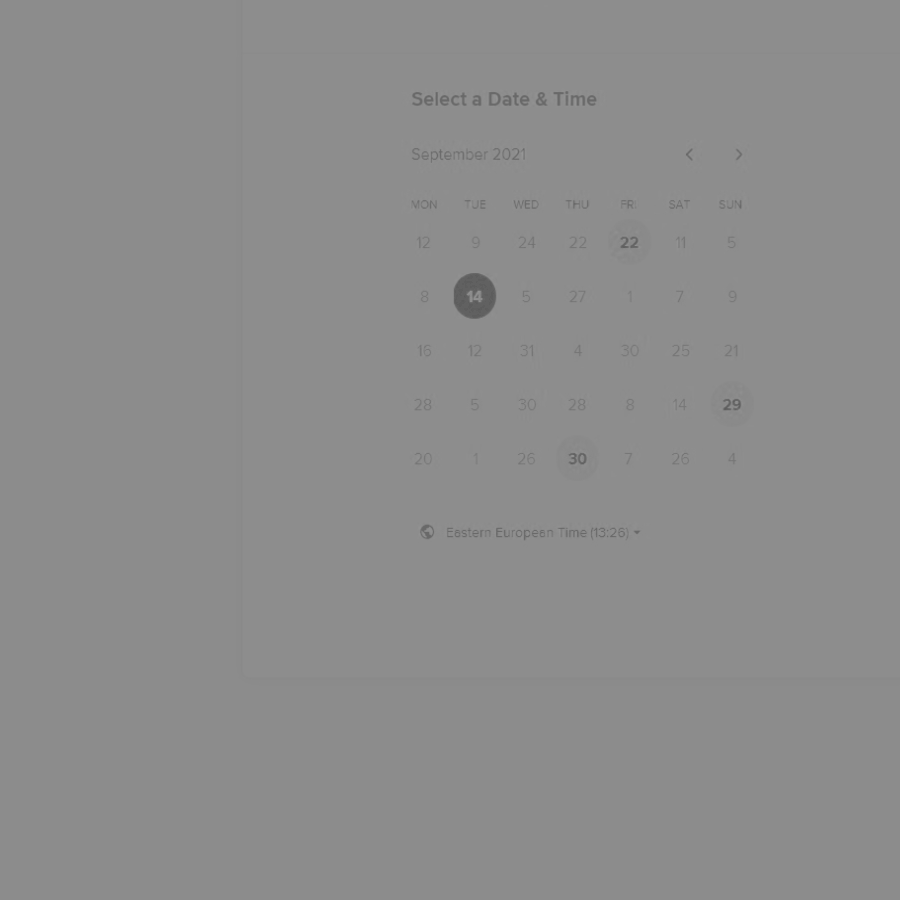 Select a Date & Time
September 2021
MON TUE WED THU FRI SAT SUN
12 9 24 22 22 11 5
8 14 5 27 1 7 9
16 12 31 4 30 25 21
28 5 30 28 8 14 29
20 1 26 30 7 26 4
Eastern European Time (13:26)